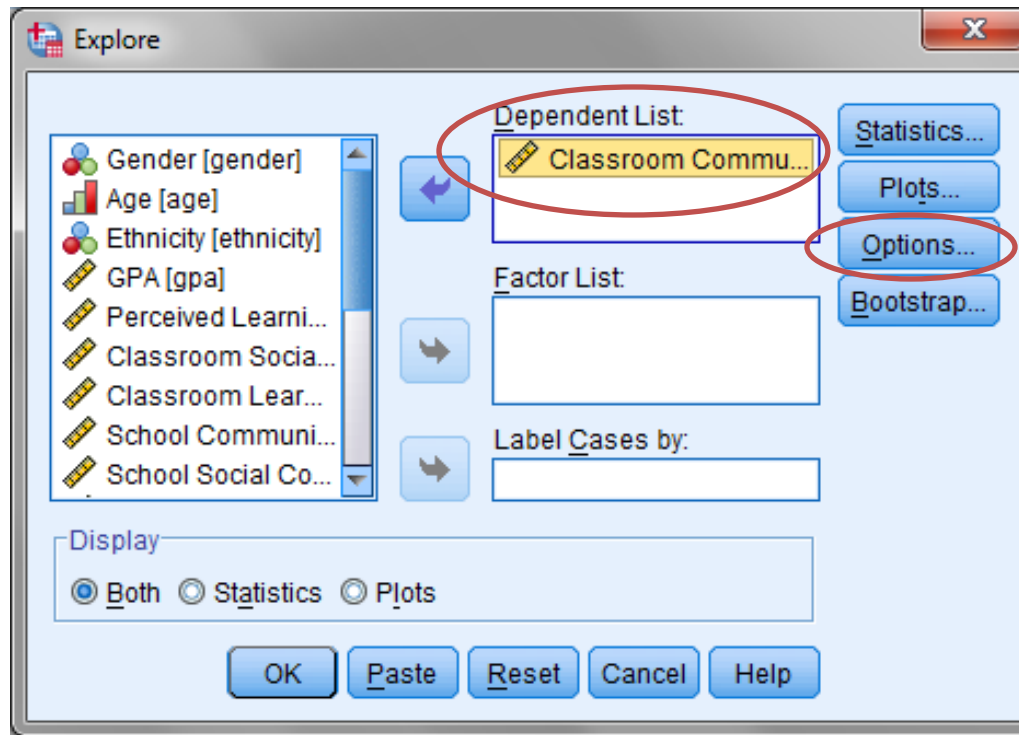 Explore
Dependent List:
Gender [gender]
Age [age]
Ethnicity [ethnicity]
GPA [gpa]
Perceived Learni...
Classroom Socia...
Classroom Lear...
School Communi...
School Social Co...
Classroom Commu...
Factor List:
Label Cases by:
Statistics...
Plots...
Options...
Bootstrap...
Display
Both Statistics Plots
OK Paste Reset Cancel Help